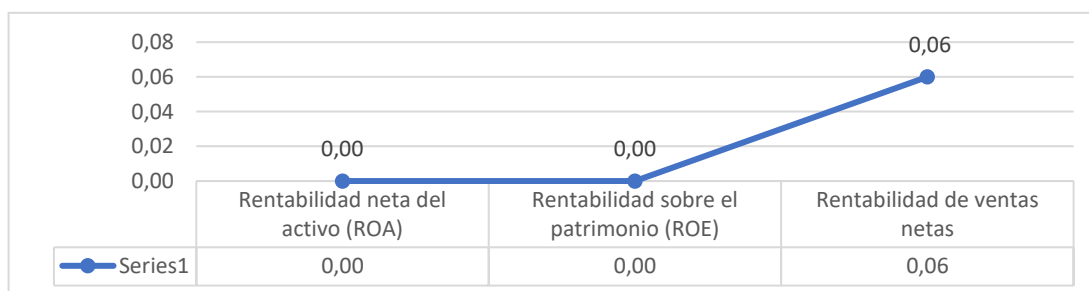 0,08
0,06
0,04
0,02
0,00
0,00
0,00
0,06
Rentabilidad neta del
activo (ROA)
Rentabilidad sobre el
patrimonio (ROE)
Rentabilidad de ventas
netas
Series1
0,00
0,00
0,06